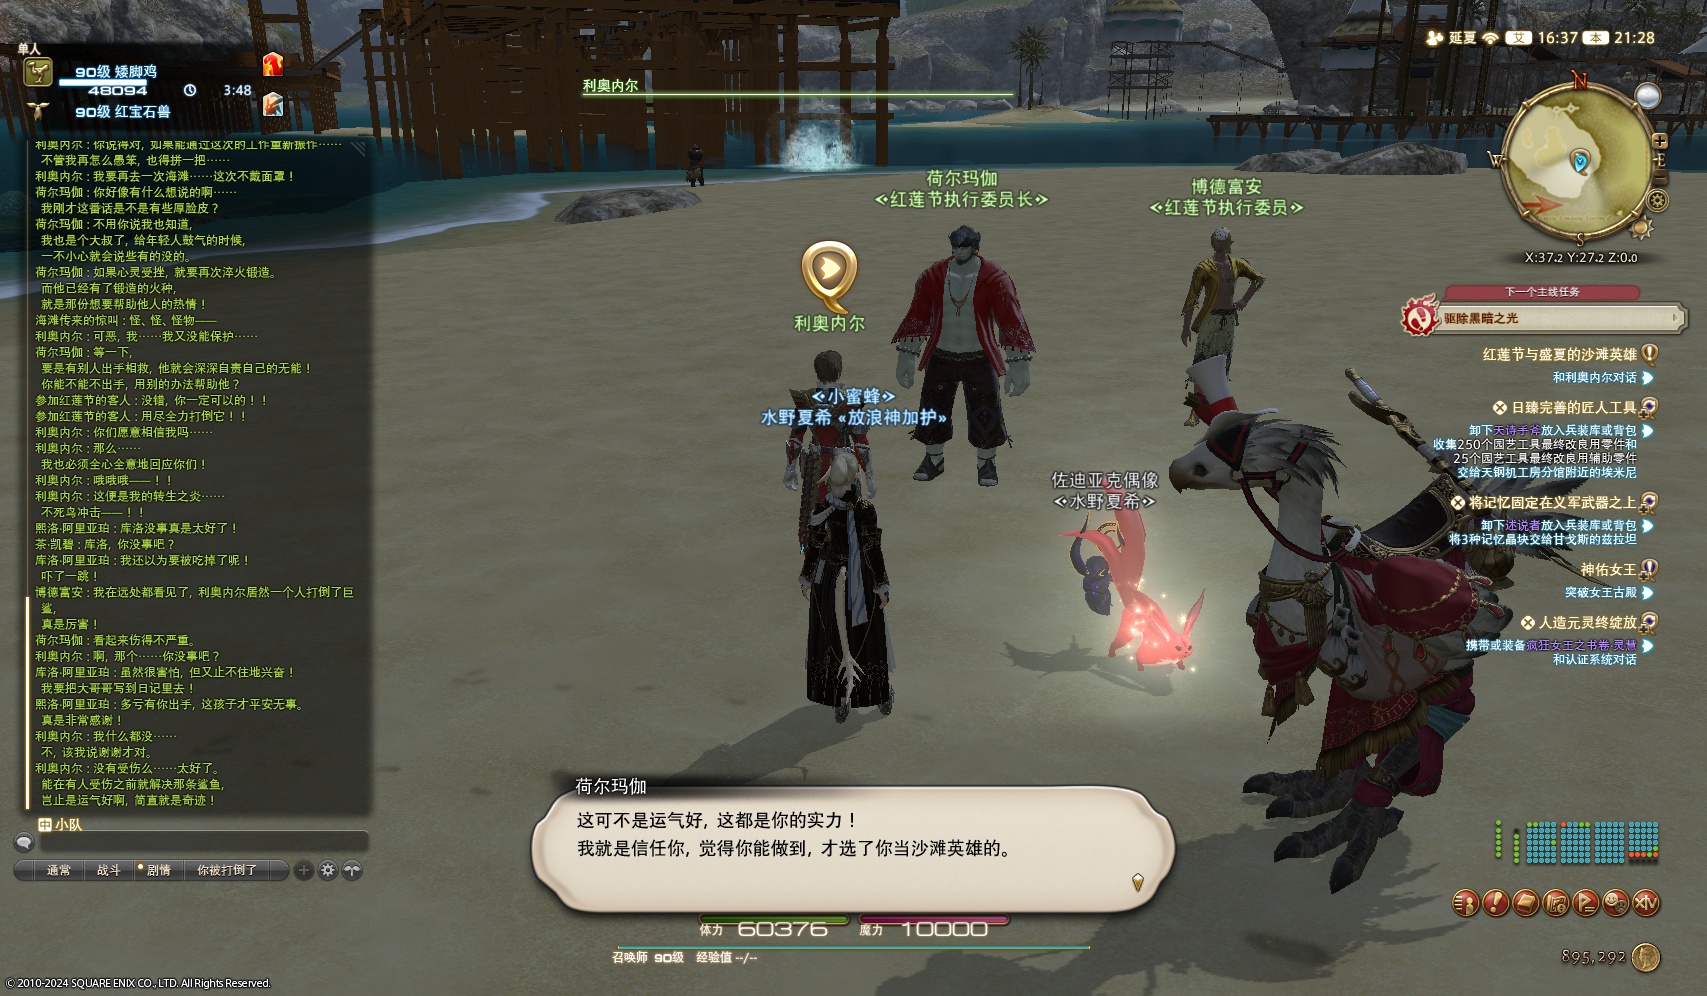 单人
90级 矮脚鸡
48094
3:48
90级 红宝石兽
利奥内尔：你说得对，如果能通过这次的工作重新振作……
不管我再怎么愚笨，也得拼一把……
利奥内尔：我要再去一次海滩……这次不戴面罩！
荷尔玛伽：你好像有什么想说的啊……
我刚才这番话是不是有些厚脸皮？
荷尔玛伽：不用你说我也知道，
我也是个大叔了，给年轻人鼓气的时候，
一不小心就会说些有的没的。
荷尔玛伽：如果心灵受挫，就要再次淬火锻造。
而他已经有了锻造的火种，
就是那份想要帮助他人的热情！
海滩传来的惊叫：怪、怪、怪物——
利奥内尔：可恶，我……我又没能保护……
荷尔玛伽：等一下，
要是有别人出手相救，他就会深深自责自己的无能！
你能不能不出手，用别的办法帮助他？
参加红莲节的客人：没错，你一定可以的！！
参加红莲节的客人：用尽全力打倒它！！
利奥内尔：你们愿意相信我吗……
利奥内尔：那么……
我也必须全心全意地回应你们！
利奥内尔：哦哦哦——！！
利奥内尔：这便是我的转生之炎……
不死鸟冲击——！！
熙洛·阿里亚珀：库洛没事真是太好了！
茶·凯碧：库洛，你没事吧？
库洛·阿里亚珀：我还以为要被吃掉了呢！
吓了一跳！
博德富安：我在远处都看见了，利奥内尔居然一个人打倒了巨
鲨，
真是厉害！
荷尔玛伽：看起来伤得不严重。
利奥内尔：啊，那个……你没事吧？
库洛·阿里亚珀：虽然很害怕，但又止不住地兴奋！
我要把大哥哥写到日记里去！
熙洛·阿里亚珀：多亏有你出手，这孩子才平安无事。
真是非常感谢！
利奥内尔：我什么都没……
不，该我说谢谢才对。
利奥内尔：没有受伤么……太好了。
能在有人受伤之前就解决那条鲨鱼，
岂止是运气好啊，简直就是奇迹！
中 小队
通常 战斗 剧情 你被打倒了
利奥内尔
荷尔玛伽
《红莲节执行委员长》
博德富安
《红莲节执行委员》
利奥内尔
《小蜜蜂》
水野夏希 «放浪神加护»
佐迪亚克偶像
《水野夏希》
延夏 艾 16:37 本 21:28
N
W
E
S
X:37.2 Y:27.2 Z:0.0
下一个主线任务
驱除黑暗之光
红莲节与盛夏的沙滩英雄
和利奥内尔对话
日臻完善的匠人工具
卸下天诗手斧放入兵装库或背包
收集250个园艺工具最终改良用零件和
25个园艺工具最终改良用辅助零件
交给天钢机工房分馆附近的埃米尼
将记忆固定在义军武器之上
卸下述说者放入兵装库或背包
将3种记忆晶块交给甘戈斯的兹拉坦
神佑女王
突破女王古殿
人造元灵终绽放
携带或装备疯狂女王之书卷·灵慧
和认证系统对话
荷尔玛伽
这可不是运气好，这都是你的实力！
我就是信任你，觉得你能做到，才选了你当沙滩英雄的。
体力 60376 魔力 10000
召唤师 90级 经验值 --/--
XIV
895,292
© 2010-2024 SQUARE ENIX CO., LTD. All Rights Reserved.